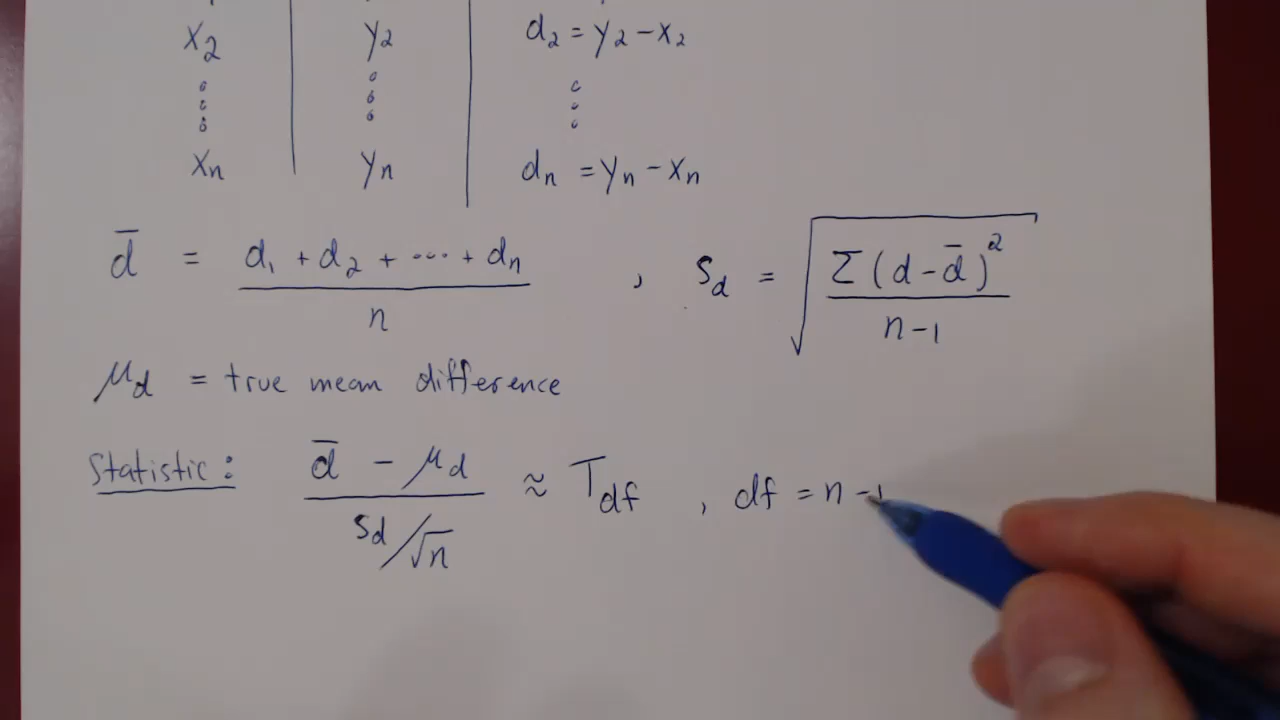 x₂ y₂ d₂ = y₂ - x₂
xₙ yₙ dₙ = yₙ - xₙ
d̄ = d₁ + d₂ + ⋯ + dₙ / n , S_d = √( Σ(d - d̄)² / n - 1 )
μ_d = true mean difference
Statistic: d̄ - μ_d / (s_d/√n) ≈ T_df , df = n - 1